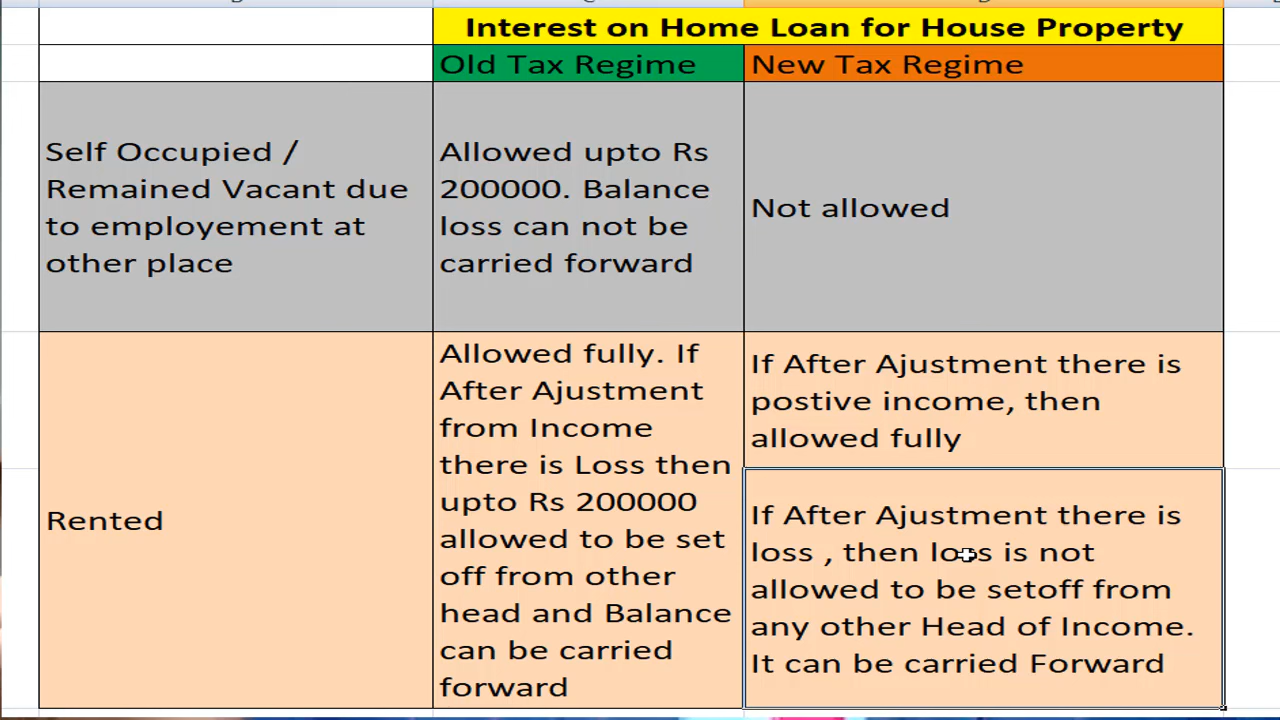 Interest on Home Loan for House Property
Old Tax Regime
New Tax Regime
Self Occupied /
Remained Vacant due
to employement at
other place
Allowed upto Rs
200000. Balance
loss can not be
carried forward
Not allowed
Rented
Allowed fully. If
After Ajustment
from Income
there is Loss then
upto Rs 200000
allowed to be set
off from other
head and Balance
can be carried
forward
If After Ajustment there is
postive income, then
allowed fully
If After Ajustment there is
loss , then loss is not
allowed to be setoff from
any other Head of Income.
It can be carried Forward